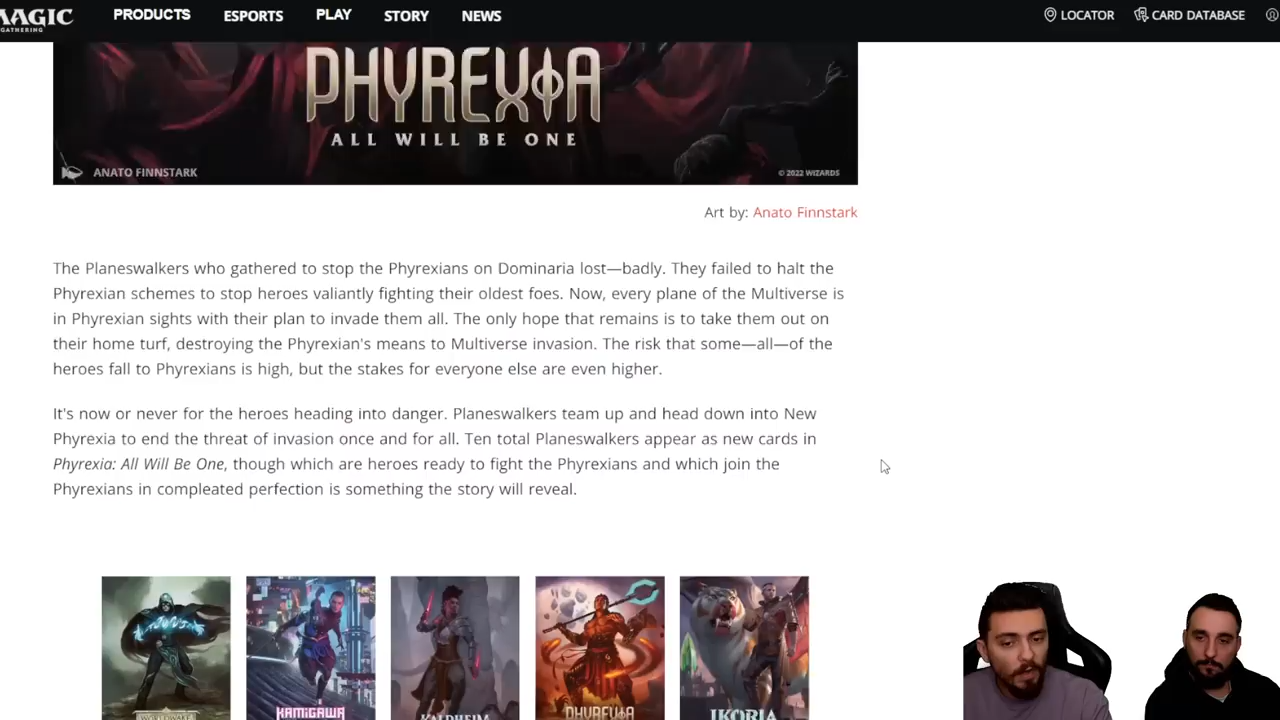 MAGIC
GATHERING
PRODUCTS ESPORTS PLAY STORY NEWS
LOCATOR CARD DATABASE
PHYREXIA
ALL WILL BE ONE
ANATO FINNSTARK
© 2022 WIZARDS
Art by: Anato Finnstark
The Planeswalkers who gathered to stop the Phyrexians on Dominaria lost—badly. They failed to halt the
Phyrexian schemes to stop heroes valiantly fighting their oldest foes. Now, every plane of the Multiverse is
in Phyrexian sights with their plan to invade them all. The only hope that remains is to take them out on
their home turf, destroying the Phyrexian's means to Multiverse invasion. The risk that some—all—of the
heroes fall to Phyrexians is high, but the stakes for everyone else are even higher.
It's now or never for the heroes heading into danger. Planeswalkers team up and head down into New
Phyrexia to end the threat of invasion once and for all. Ten total Planeswalkers appear as new cards in
Phyrexia: All Will Be One, though which are heroes ready to fight the Phyrexians and which join the
Phyrexians in compleated perfection is something the story will reveal.
KAMIGAWA
KALDHEIM
PHYREXIA
IKORIA